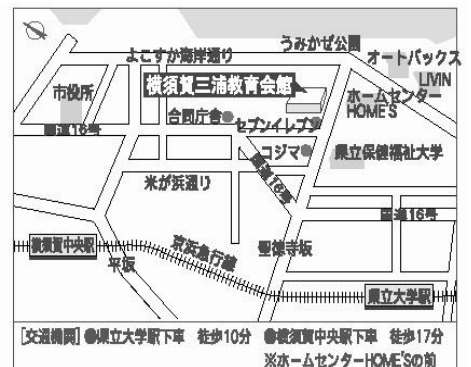 うみかぜ公園
よこすか海岸通り
オートバックス
LIVIN
横須賀三浦教育会館
ホームセンター
HOME'S
市役所
合同庁舎
セブンイレブン
国道16号
コジマ
県立保健福祉大学
米が浜通り
国道16号
国道16号
横須賀中央駅
平坂
京浜急行線
聖徳寺坂
県立大学駅
[交通機関] ●県立大学駅下車 徒歩10分 ●横須賀中央駅下車 徒歩17分
※ホームセンターHOME'Sの前